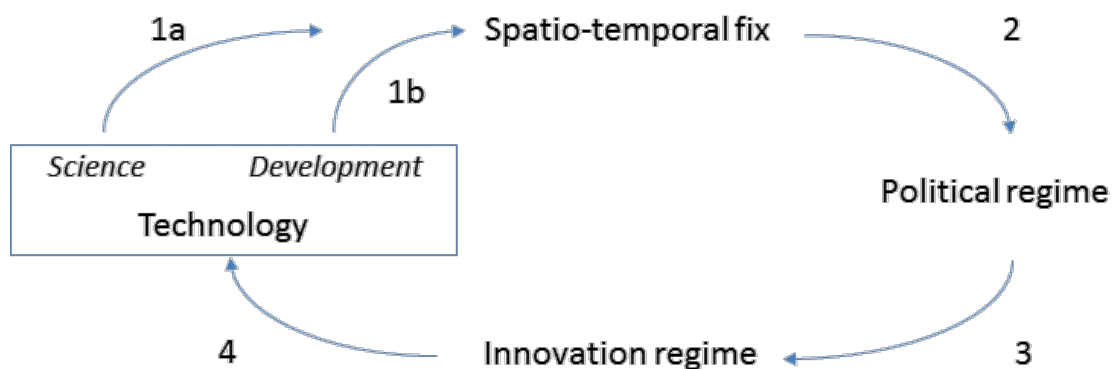 1a
Spatio-temporal fix
2
1b
Science
Development
Technology
Political regime
4
Innovation regime
3